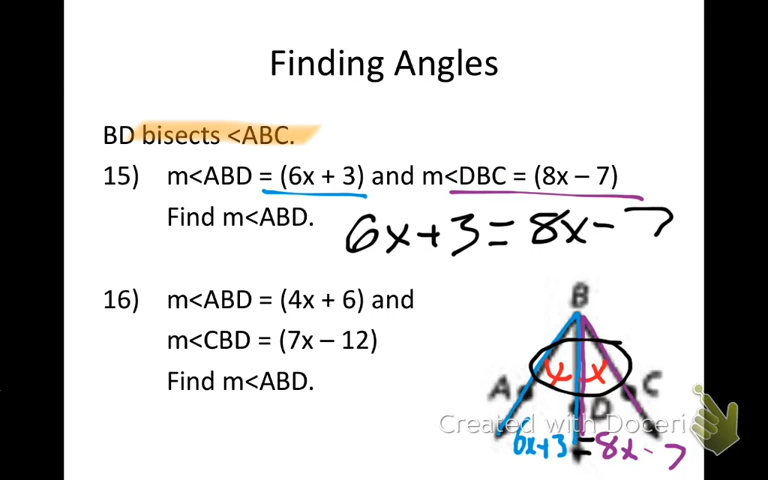 Finding Angles
BD bisects <ABC.
15) m<ABD = (6x + 3) and m<DBC = (8x – 7)
Find m<ABD.
6x+3=8x-7
16) m<ABD = (4x + 6) and
m<CBD = (7x – 12)
Find m<ABD.
B
x x
A C
D
Created with Doceri
6x+3 = 8x-7